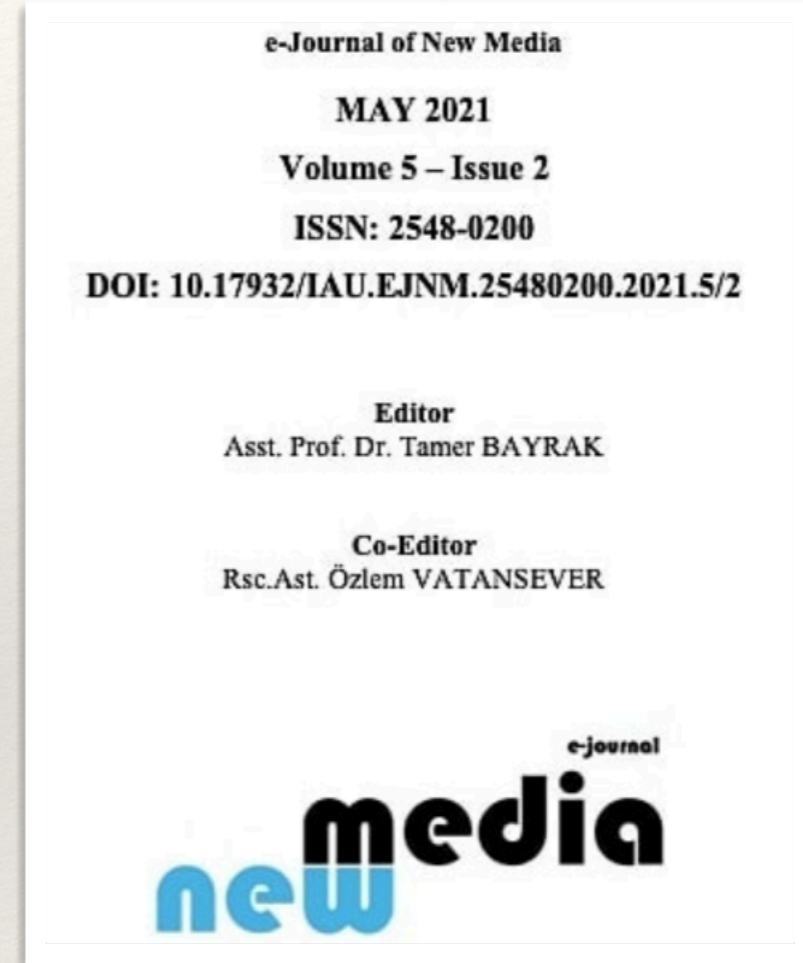 e-Journal of New Media
MAY 2021
Volume 5 – Issue 2
ISSN: 2548-0200
DOI: 10.17932/IAU.EJNM.25480200.2021.5/2
Editor
Asst. Prof. Dr. Tamer BAYRAK
Co-Editor
Rsc.Ast. Özlem VATANSEVER
e-journal
media
new